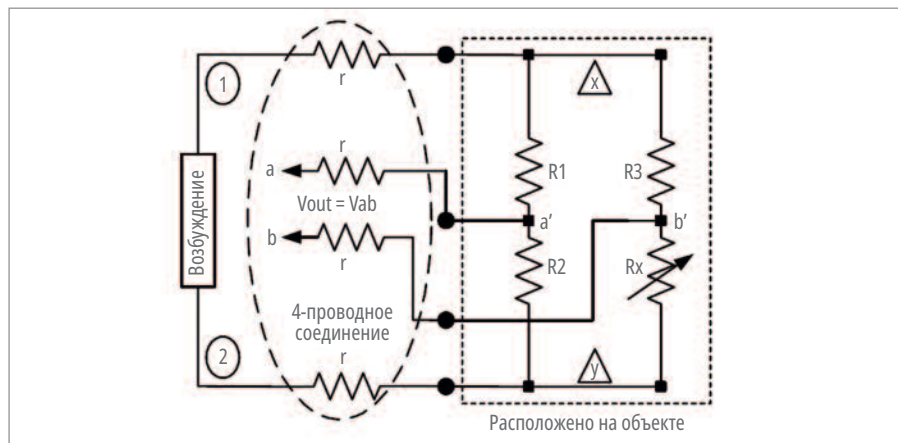 r
1
x
r
a
R1
R3
Vout = Vab
a'
b'
b
r
R2
Rx
Возбуждение
4-проводное
соединение
r
2
y
Расположено на объекте